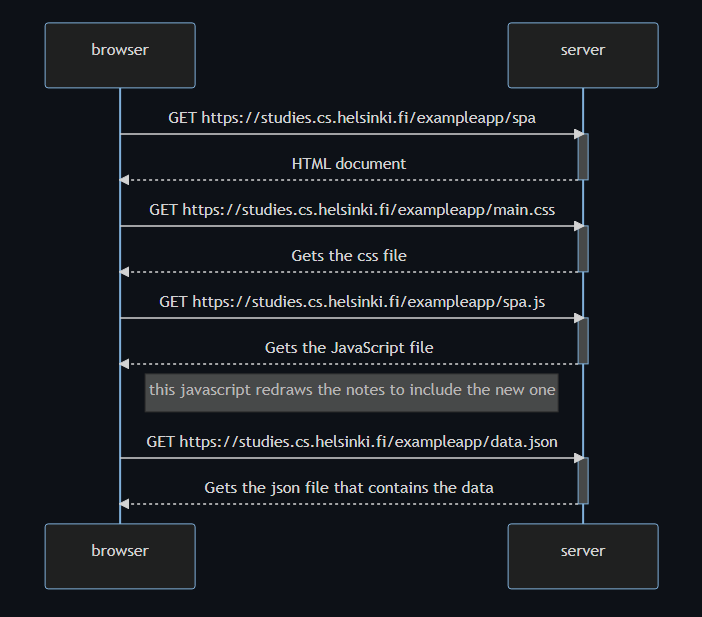 browser
server
GET https://studies.cs.helsinki.fi/exampleapp/spa
HTML document
GET https://studies.cs.helsinki.fi/exampleapp/main.css
Gets the css file
GET https://studies.cs.helsinki.fi/exampleapp/spa.js
Gets the JavaScript file
this javascript redraws the notes to include the new one
GET https://studies.cs.helsinki.fi/exampleapp/data.json
Gets the json file that contains the data
browser
server